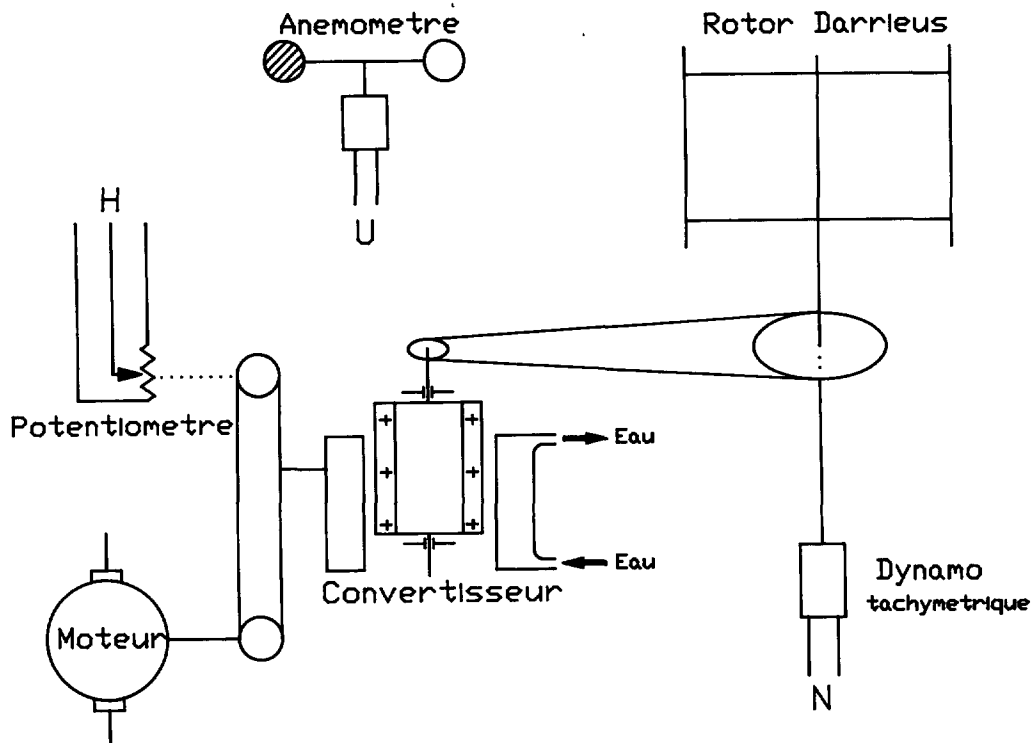 Anemometre
Rotor Darrieus
U
H
Potentiometre
Eau
Eau
Convertisseur
Moteur
Dynamo
tachymetrique
N